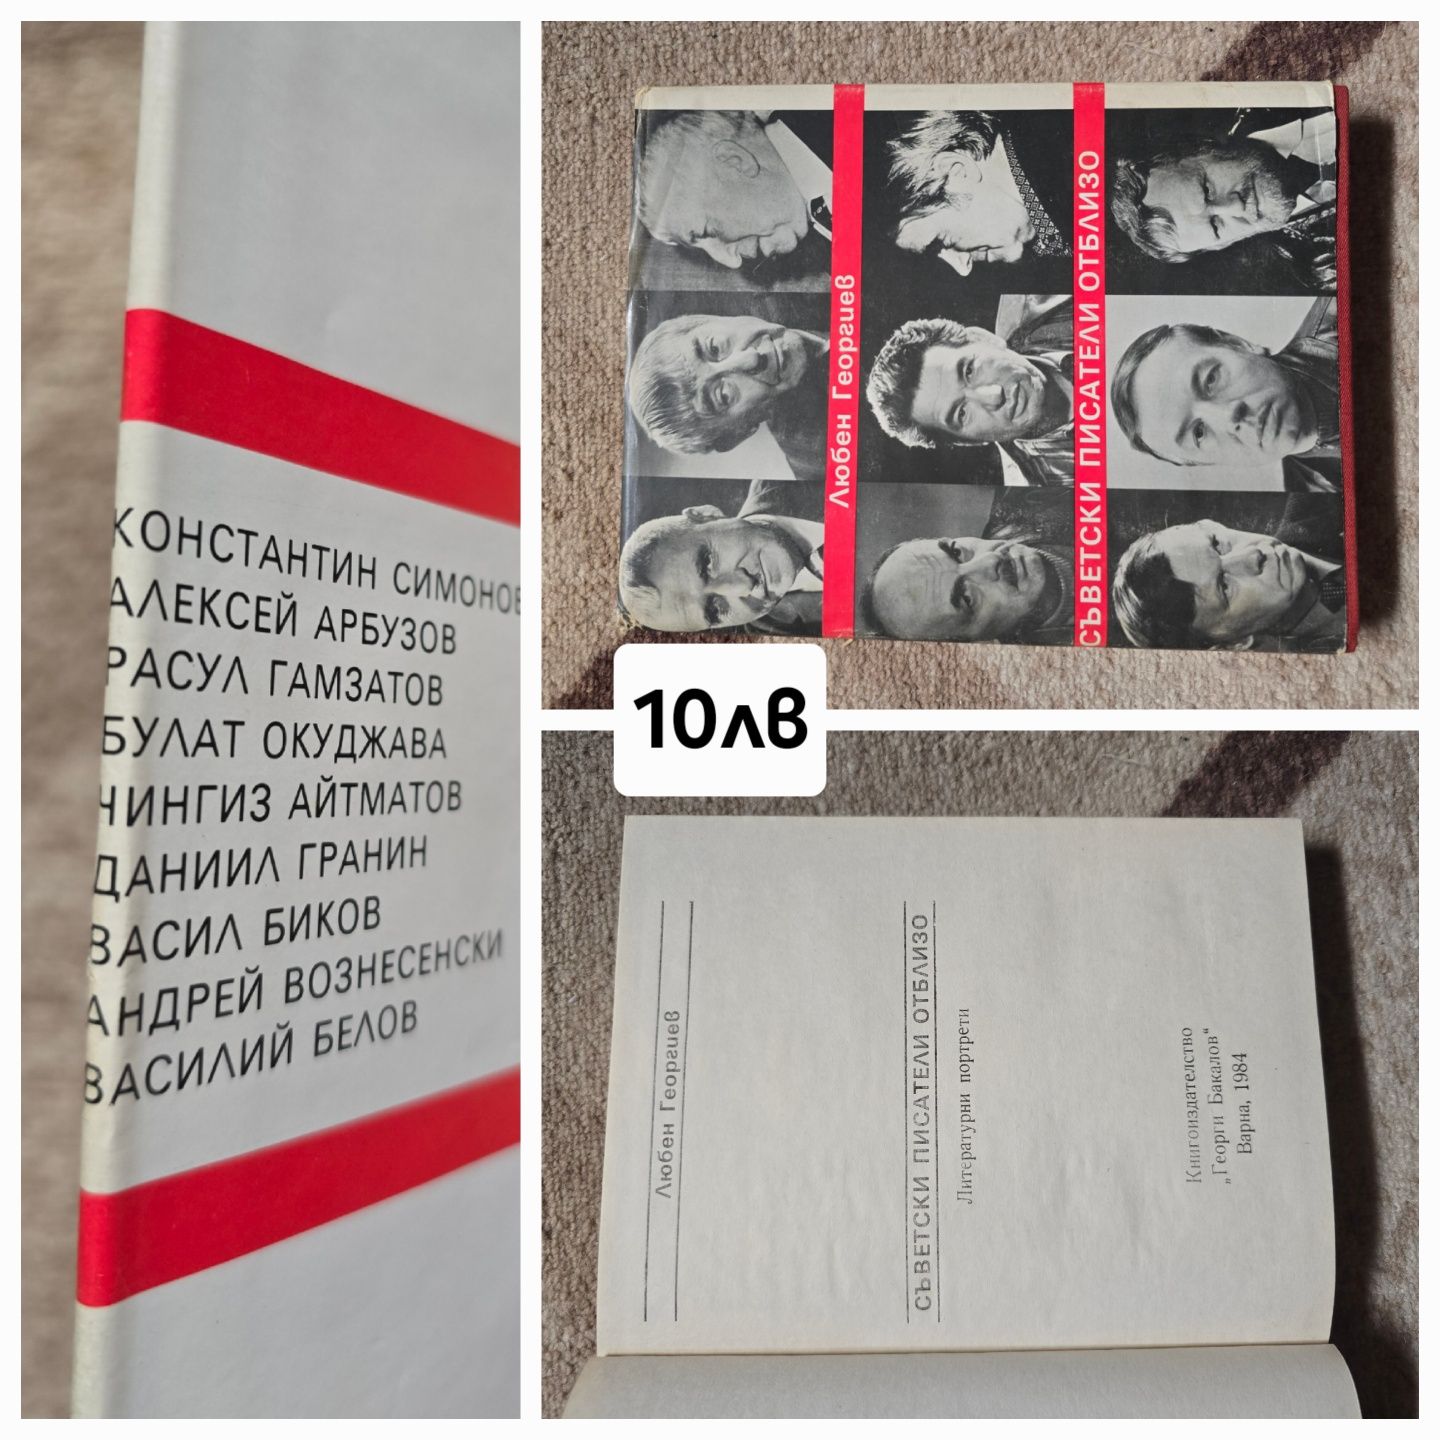 КОНСТАНТИН СИМОНОВ
АЛЕКСЕЙ АРБУЗОВ
РАСУЛ ГАМЗАТОВ
БУЛАТ ОКУДЖАВА
ЧИНГИЗ АЙТМАТОВ
ДАНИИЛ ГРАНИН
ВАСИЛ БИКОВ
АНДРЕЙ ВОЗНЕСЕНСКИ
ВАСИЛИЙ БЕЛОВ
Любен Георгиев
СЪВЕТСКИ ПИСАТЕЛИ ОТБЛИЗО
10лв
Любен Георгиев
СЪВЕТСКИ ПИСАТЕЛИ ОТБЛИЗО
Литературни портрети
Книгоиздателство
„Георги Бакалов“
Варна, 1984